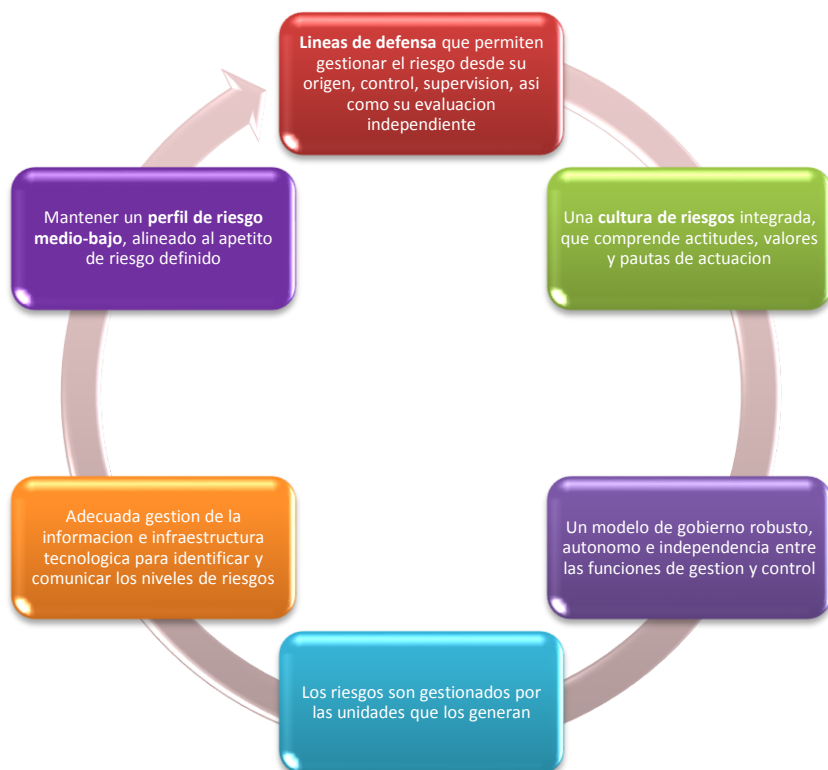 Lineas de defensa que permiten
gestionar el riesgo desde su
origen, control, supervision, asi
como su evaluacion
independiente
Una cultura de riesgos integrada,
que comprende actitudes, valores
y pautas de actuacion
Un modelo de gobierno robusto,
autonomo e independencia entre
las funciones de gestion y control
Los riesgos son gestionados por
las unidades que los generan
Adecuada gestion de la
informacion e infraestructura
tecnologica para identificar y
comunicar los niveles de riesgos
Mantener un perfil de riesgo
medio-bajo, alineado al apetito
de riesgo definido